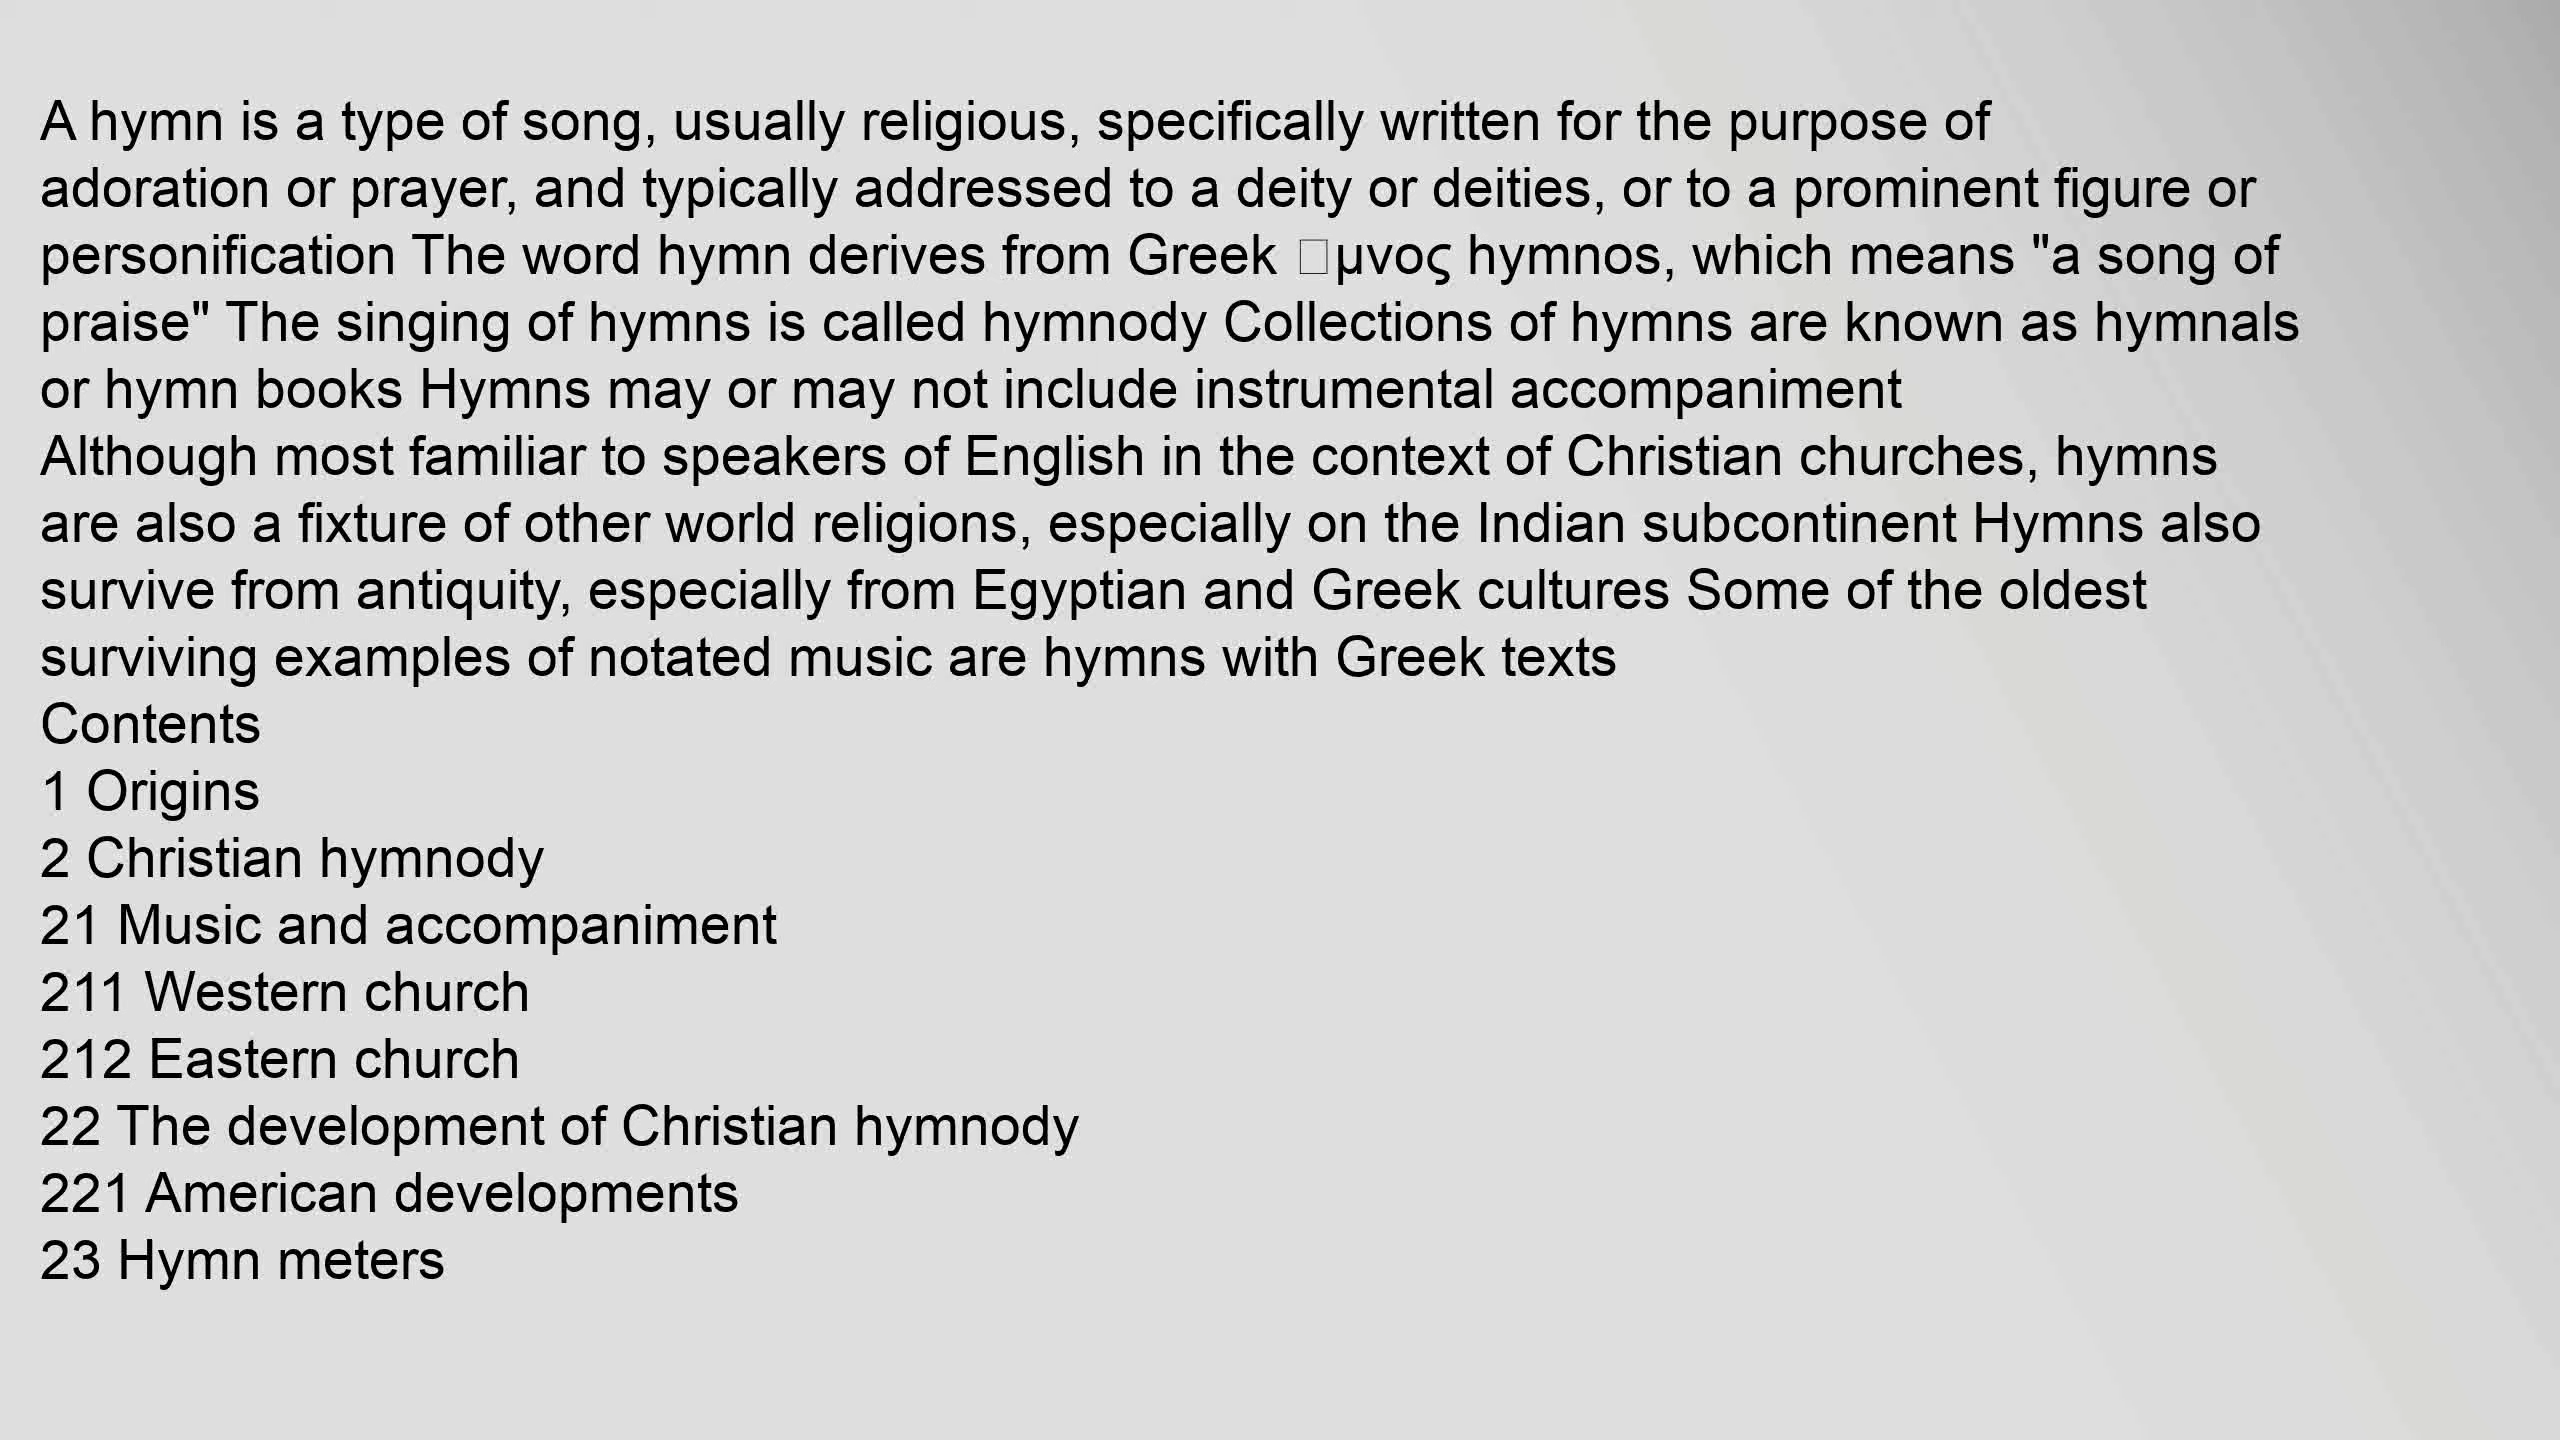 A hymn is a type of song, usually religious, specifically written for the purpose of
adoration or prayer, and typically addressed to a deity or deities, or to a prominent figure or
personification The word hymn derives from Greek □μνος hymnos, which means "a song of
praise" The singing of hymns is called hymnody Collections of hymns are known as hymnals
or hymn books Hymns may or may not include instrumental accompaniment
Although most familiar to speakers of English in the context of Christian churches, hymns
are also a fixture of other world religions, especially on the Indian subcontinent Hymns also
survive from antiquity, especially from Egyptian and Greek cultures Some of the oldest
surviving examples of notated music are hymns with Greek texts
Contents
1 Origins
2 Christian hymnody
21 Music and accompaniment
211 Western church
212 Eastern church
22 The development of Christian hymnody
221 American developments
23 Hymn meters